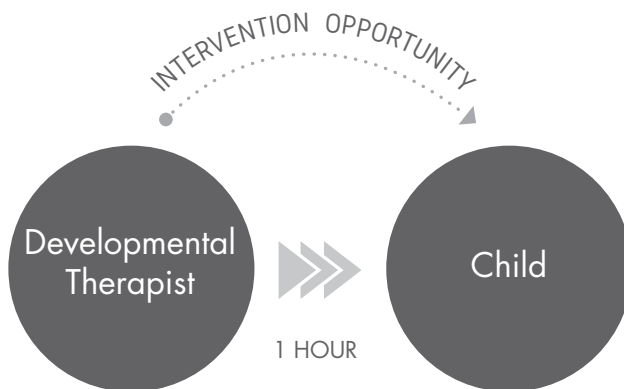 INTERVENTION OPPORTUNITY
Developmental
Therapist
Child
1 HOUR